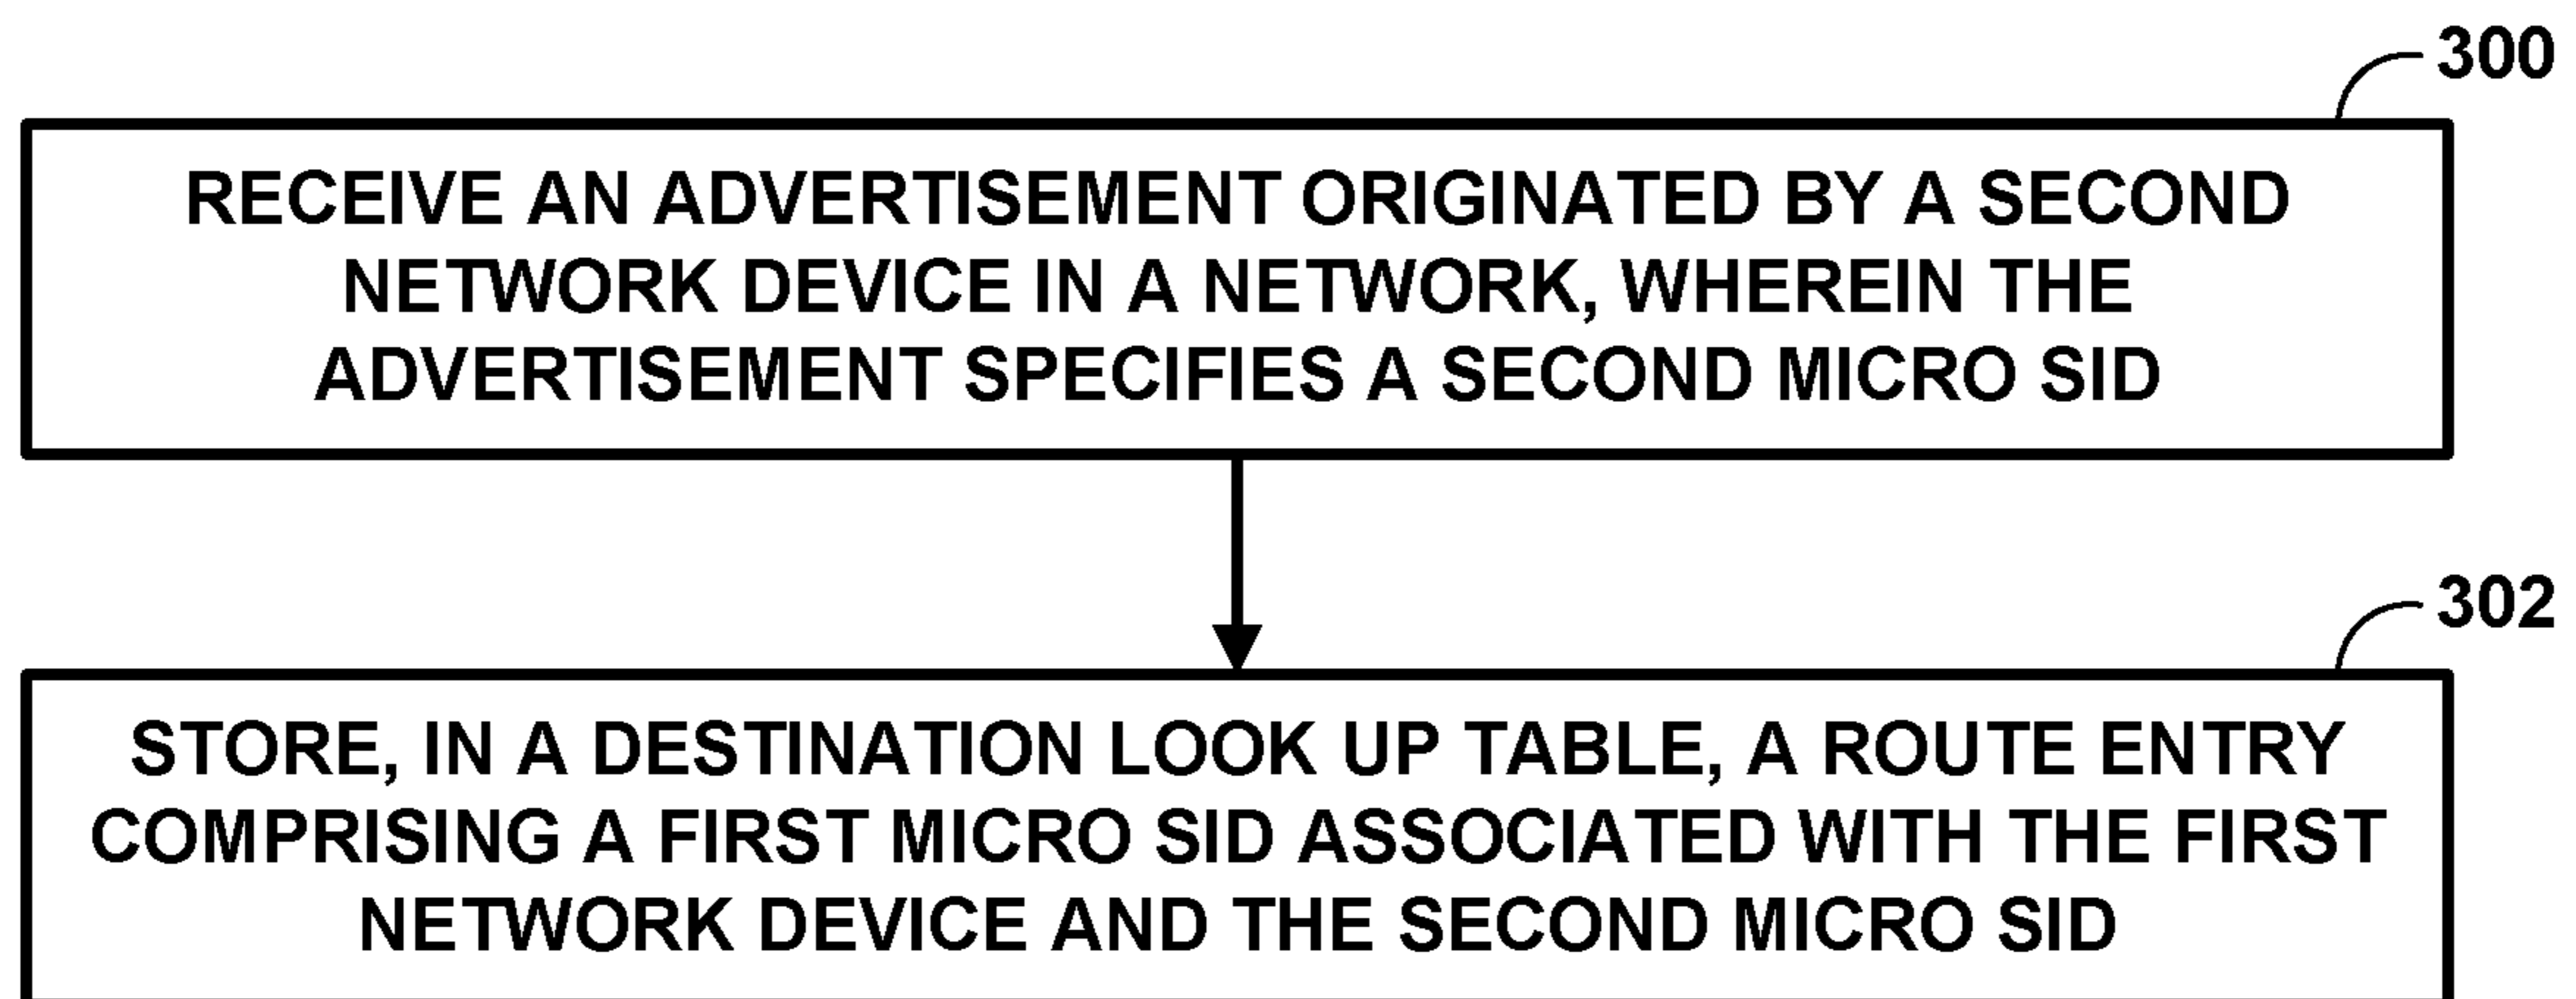 300
RECEIVE AN ADVERTISEMENT ORIGINATED BY A SECOND
NETWORK DEVICE IN A NETWORK, WHEREIN THE
ADVERTISEMENT SPECIFIES A SECOND MICRO SID
302
STORE, IN A DESTINATION LOOK UP TABLE, A ROUTE ENTRY
COMPRISING A FIRST MICRO SID ASSOCIATED WITH THE FIRST
NETWORK DEVICE AND THE SECOND MICRO SID